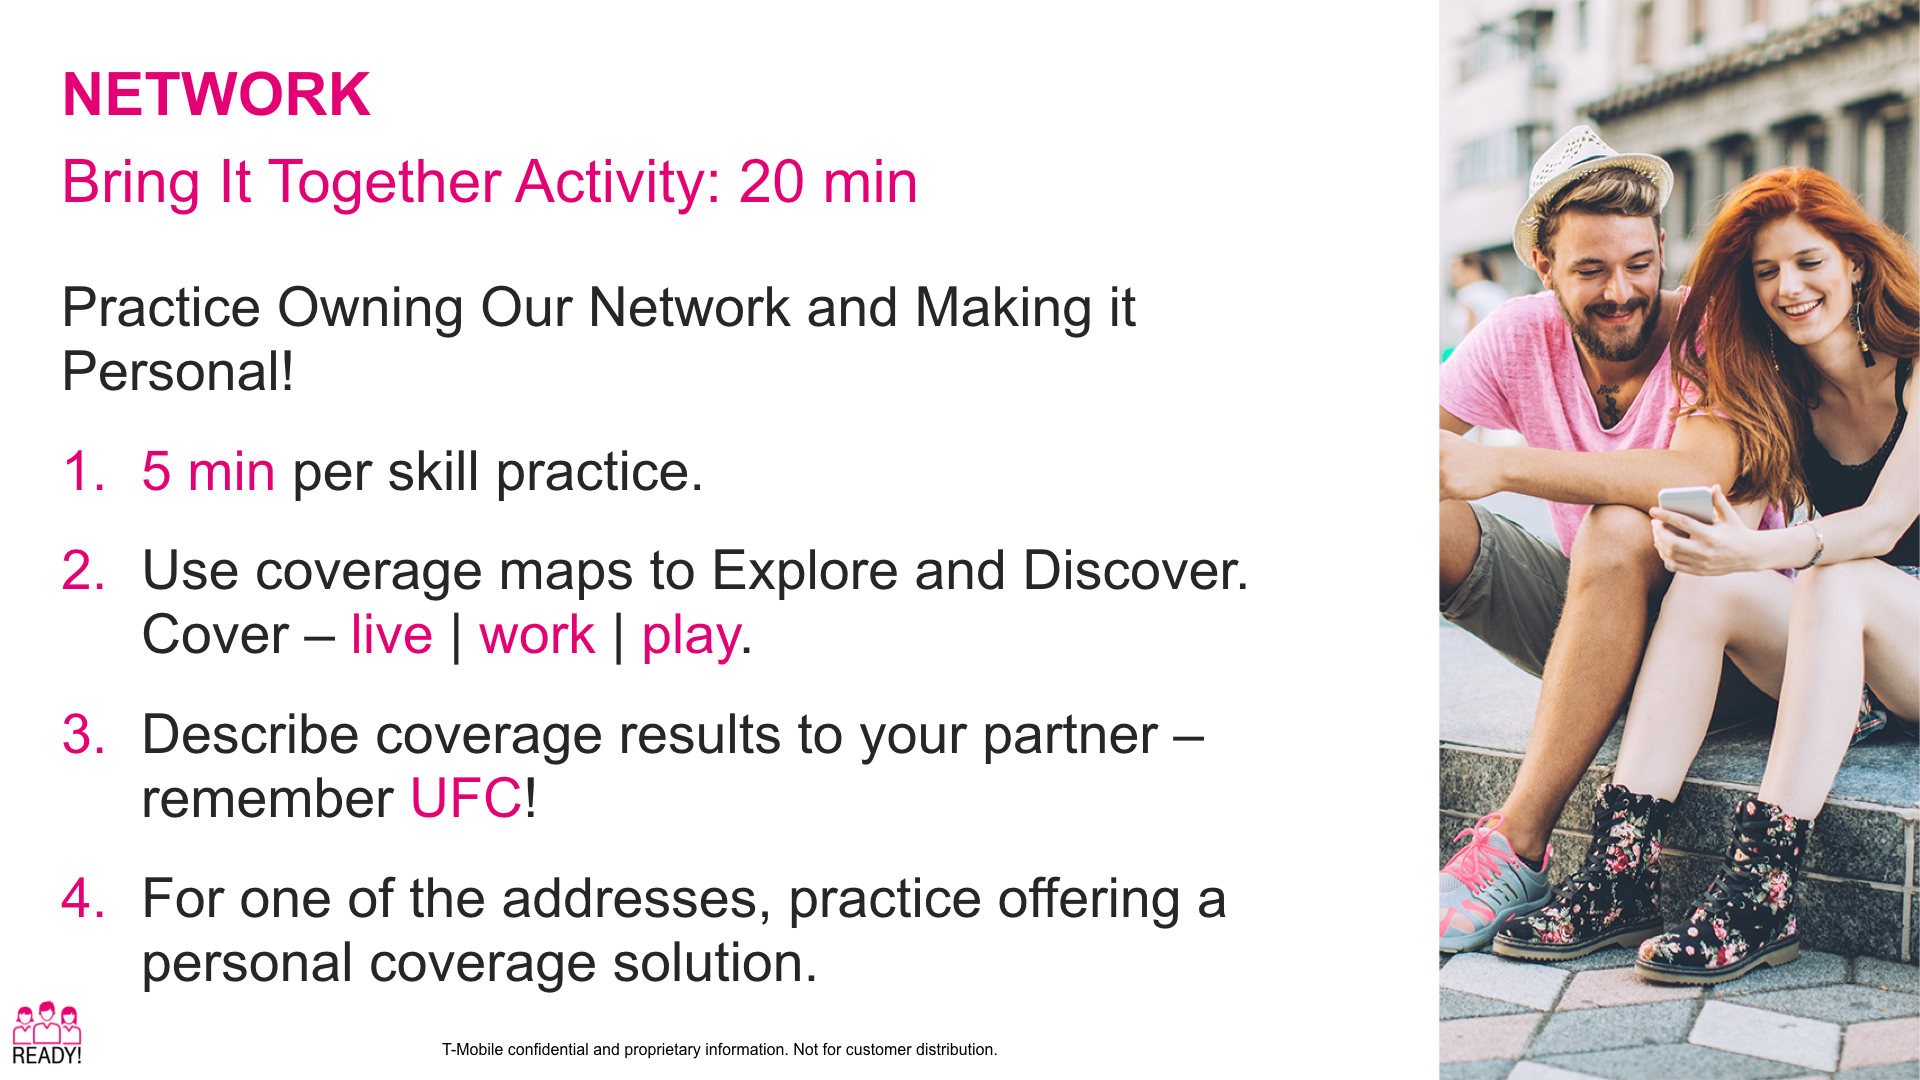 NETWORK
Bring It Together Activity: 20 min
Practice Owning Our Network and Making it
Personal!
1. 5 min per skill practice.
2. Use coverage maps to Explore and Discover.
Cover – live | work | play.
3. Describe coverage results to your partner –
remember UFC!
4. For one of the addresses, practice offering a
personal coverage solution.
READY!
T-Mobile confidential and proprietary information. Not for customer distribution.